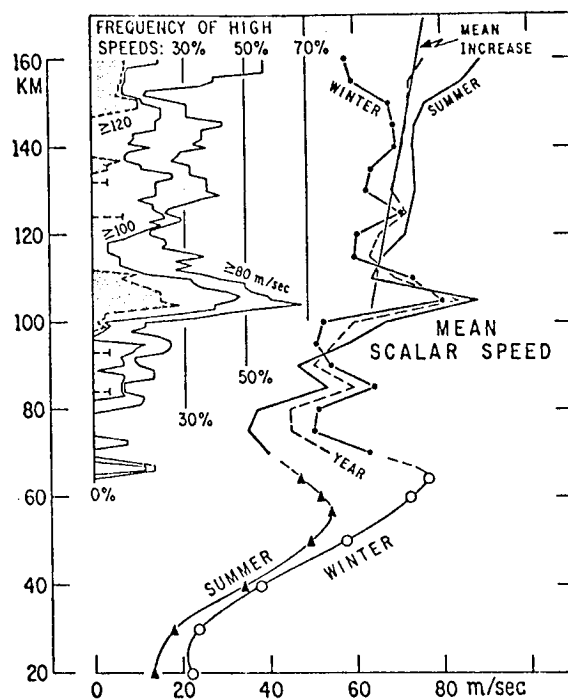 FREQUENCY OF HIGH
SPEEDS: 30% 50% 70%
MEAN
INCREASE
160
KM
WINTER
SUMMER
140
≥120
120
≥100
≥80 m/sec
100
MEAN
SCALAR SPEED
50%
80
30%
YEAR
0%
60
SUMMER
WINTER
40
20
0 20 40 60 80 m/sec